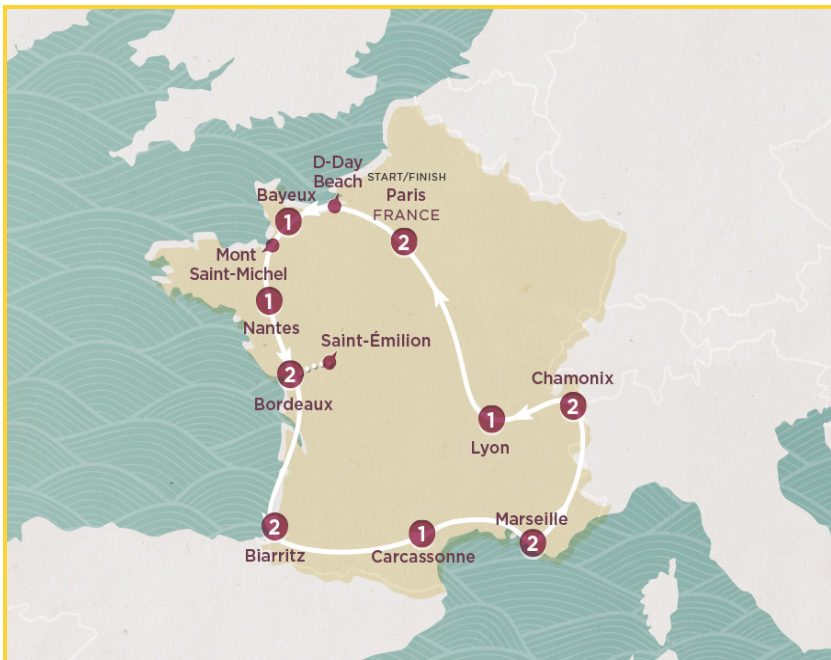 D-Day
Beach
START/FINISH
Paris
FRANCE
2
Bayeux
1
Mont
Saint-Michel
1
Nantes
Saint-Émilion
2
Bordeaux
Chamonix
2
1
Lyon
Marseille
2
2
Biarritz
1
Carcassonne